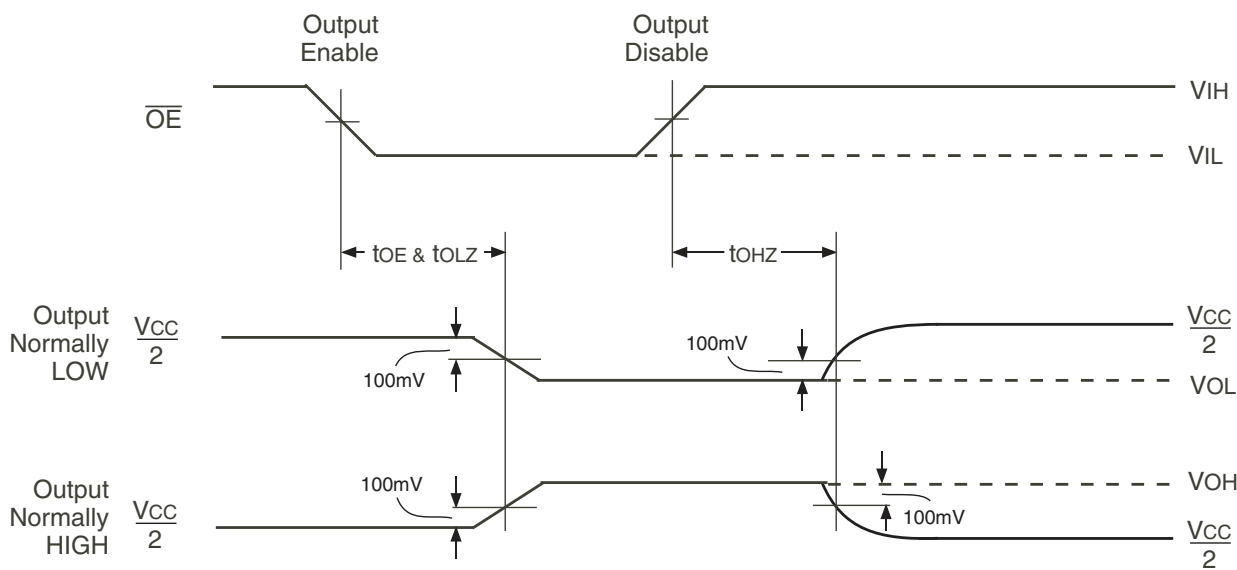 Output
Enable
Output
Disable
OE
VIH
VIL
tOE & tOLZ
tOHZ
Output
Normally
LOW
VCC
2
100mV
100mV
VCC
2
VOL
Output
Normally
HIGH
VCC
2
100mV
VOH
100mV
VCC
2